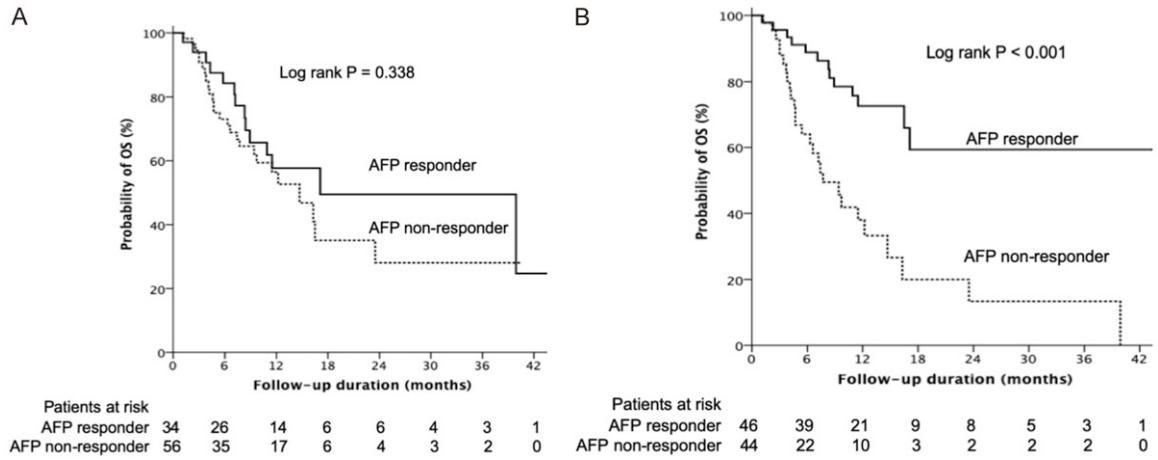 A
Probability of OS (%)
100
80
60
40
20
0
Log rank P = 0.338
AFP responder
AFP non-responder
0 6 12 18 24 30 36 42
Follow-up duration (months)
Patients at risk
AFP responder 34 26 14 6 6 4 3 1
AFP non-responder 56 35 17 6 4 3 2 0
B
Probability of OS (%)
100
80
60
40
20
0
Log rank P < 0.001
AFP responder
AFP non-responder
0 6 12 18 24 30 36 42
Follow-up duration (months)
Patients at risk
AFP responder 46 39 21 9 8 5 3 1
AFP non-responder 44 22 10 3 2 2 2 0